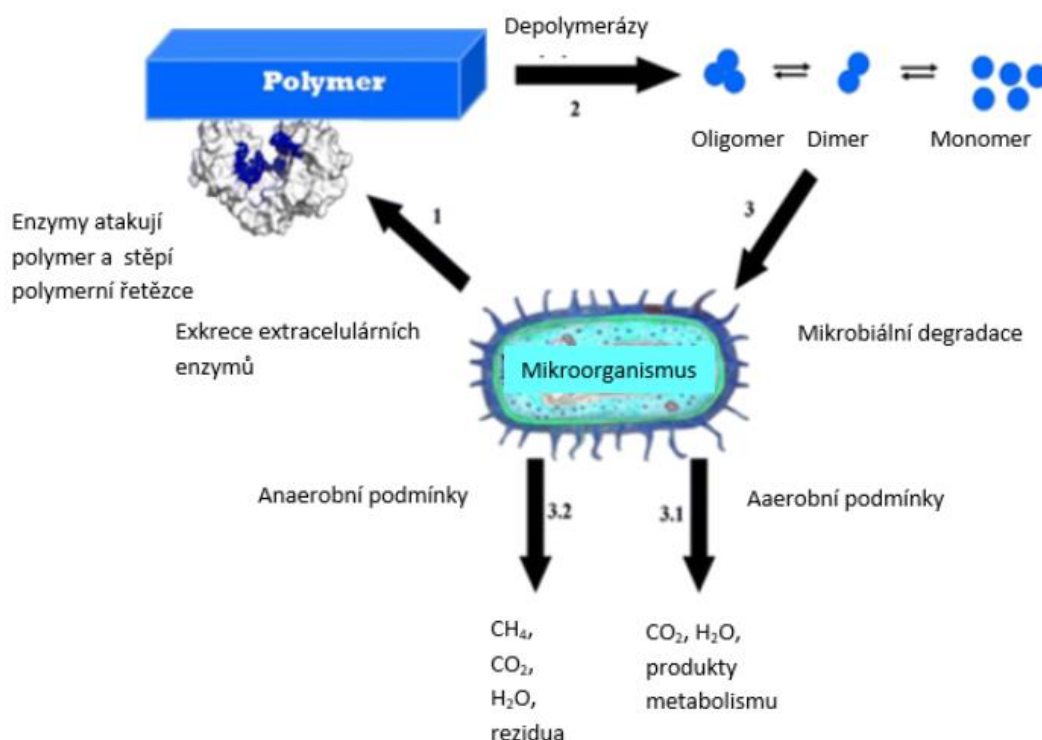 Depolymerázy
Polymer
2
Oligomer
Dimer
Monomer
1
3
Enzymy atakují
polymer a stěpí
polymerní řetězce
Exkrece extracelulárních
enzymů
Mikroorganismus
Mikrobiální degradace
Anaerobní podmínky
3.2
3.1
Aaerobní podmínky
CH₄,
CO₂,
H₂O,
rezidua
CO₂, H₂O,
produkty
metabolismu